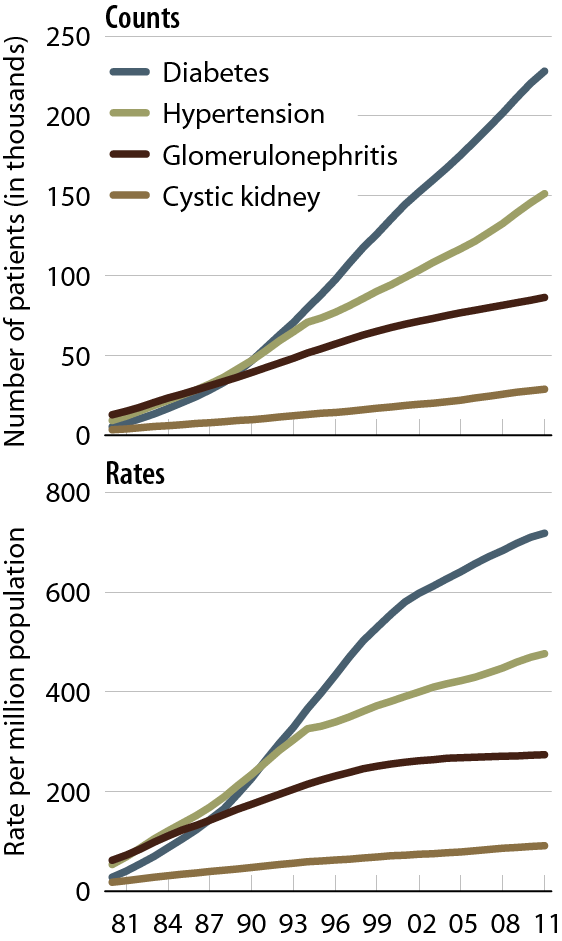 Counts
Number of patients (in thousands)
250
200
150
100
50
0
Diabetes
Hypertension
Glomerulonephritis
Cystic kidney
Rates
Rate per million population
800
600
400
200
0
81 84 87 90 93 96 99 02 05 08 11